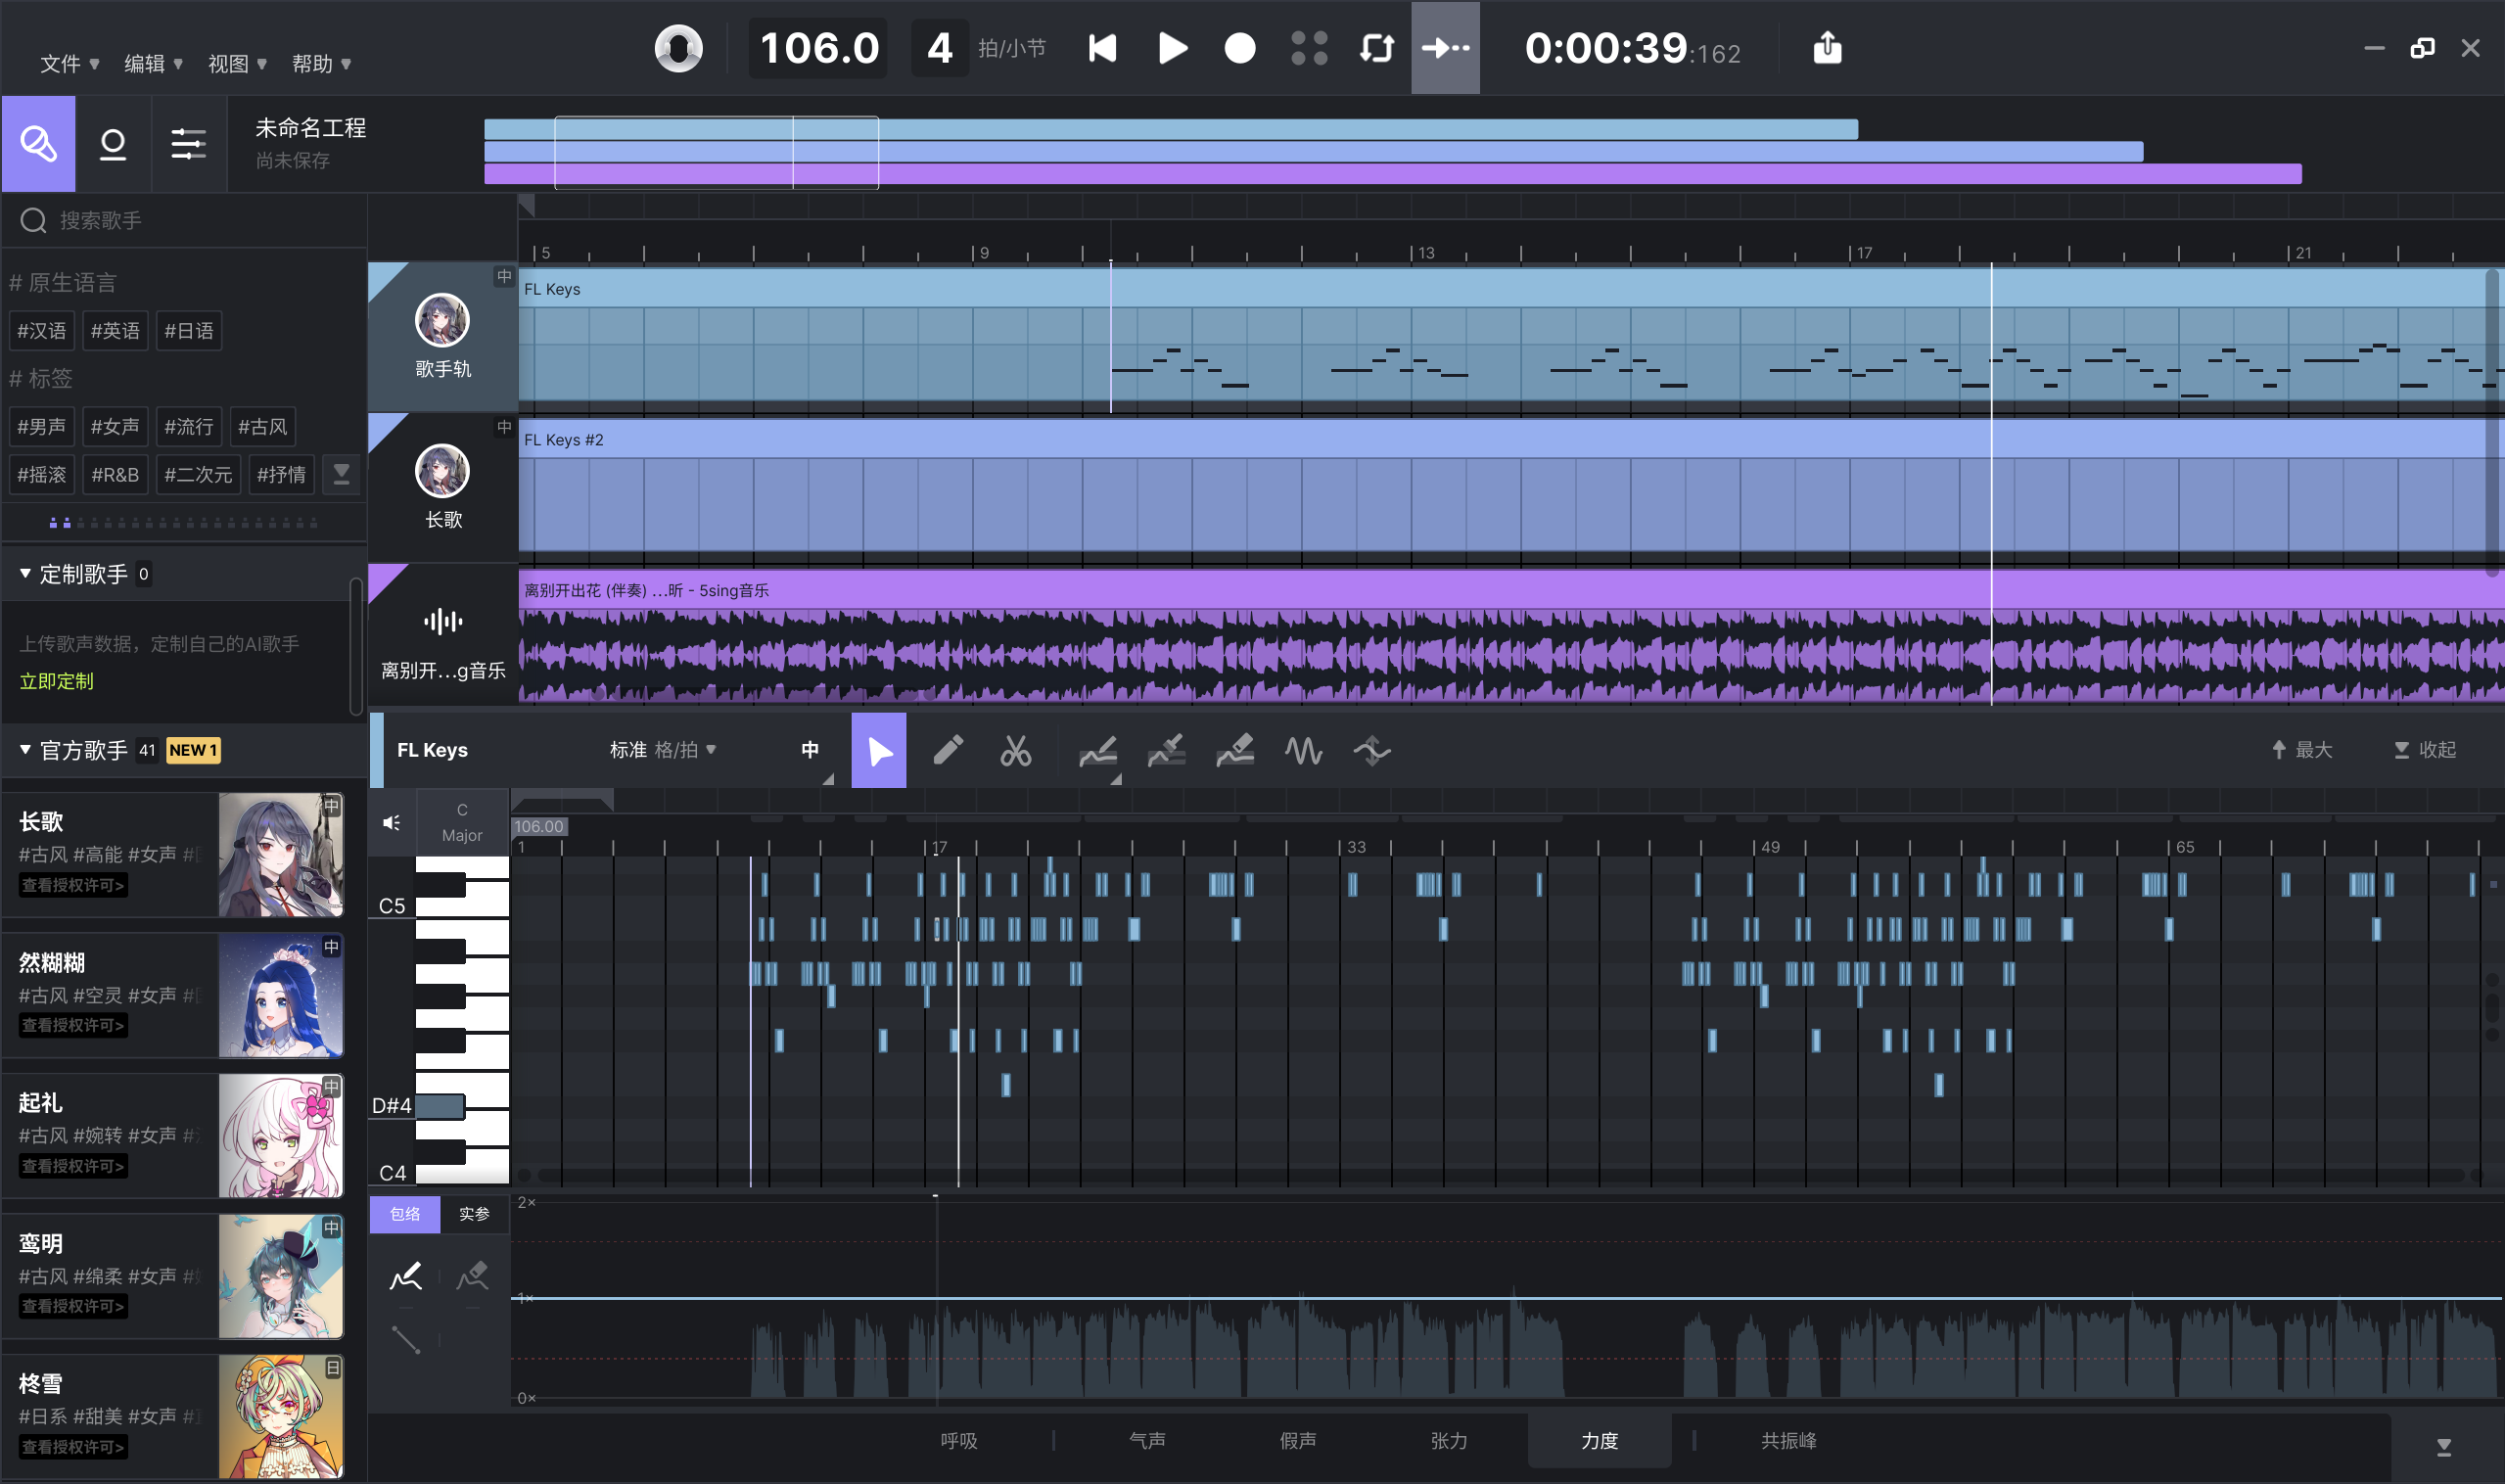 文件 编辑 视图 帮助
106.0 4 拍/小节 0:00:39:162
未命名工程
尚未保存
搜索歌手
# 原生语言
#汉语 #英语 #日语
# 标签
#男声 #女声 #流行 #古风
#摇滚 #R&B #二次元 #抒情
定制歌手 0
上传歌声数据，定制自己的AI歌手
立即定制
官方歌手 41 NEW 1
长歌 中
#古风 #高能 #女声
查看授权许可>
然糊糊 中
#古风 #空灵 #女声
查看授权许可>
起礼 中
#古风 #婉转 #女声
查看授权许可>
鸾明 中
#古风 #绵柔 #女声
查看授权许可>
柊雪 日
#日系 #甜美 #女声
查看授权许可>
5 9 13 17 21
中
歌手轨
FL Keys
中
长歌
FL Keys #2
离别开...g音乐
离别开出花 (伴奏) ...昕 - 5sing音乐
FL Keys 标准 格/拍 中 最大 收起
C
Major
106.00
1 17 33 49 65
C5
D#4
C4
包络 实参
2×
1×
0×
呼吸 气声 假声 张力 力度 共振峰